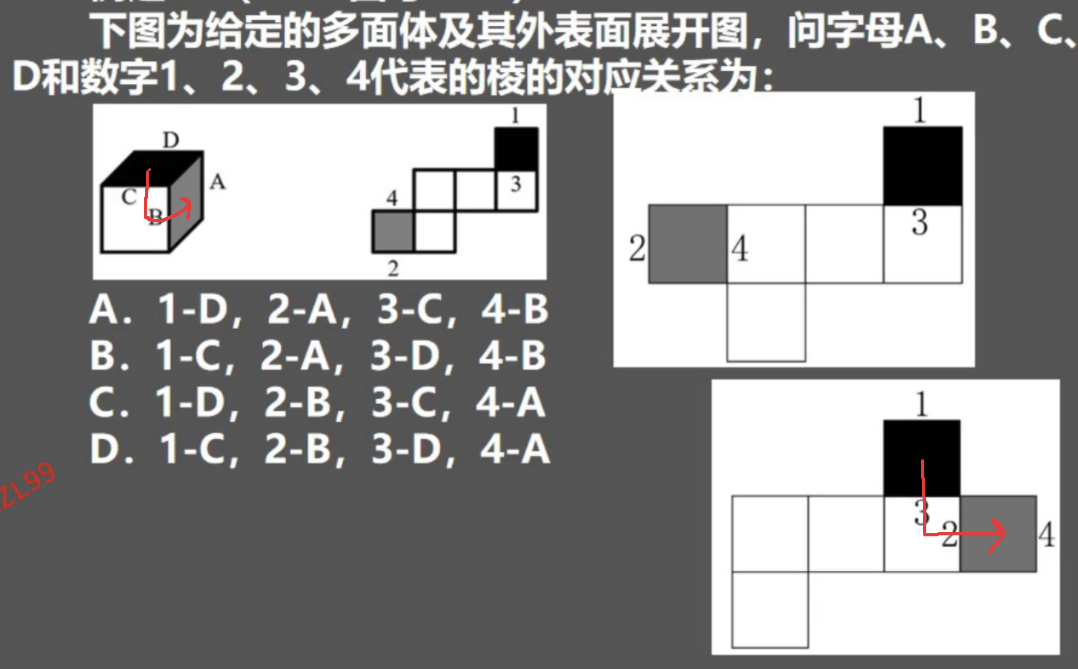 下图为给定的多面体及其外表面展开图，问字母A、B、C、
D和数字1、2、3、4代表的棱的对应关系为：
D
A
C
B
1
3
4
2
1
2
4
3
A．1-D，2-A，3-C，4-B
B．1-C，2-A，3-D，4-B
C．1-D，2-B，3-C，4-A
D．1-C，2-B，3-D，4-A
1
3
2
4
ZL99